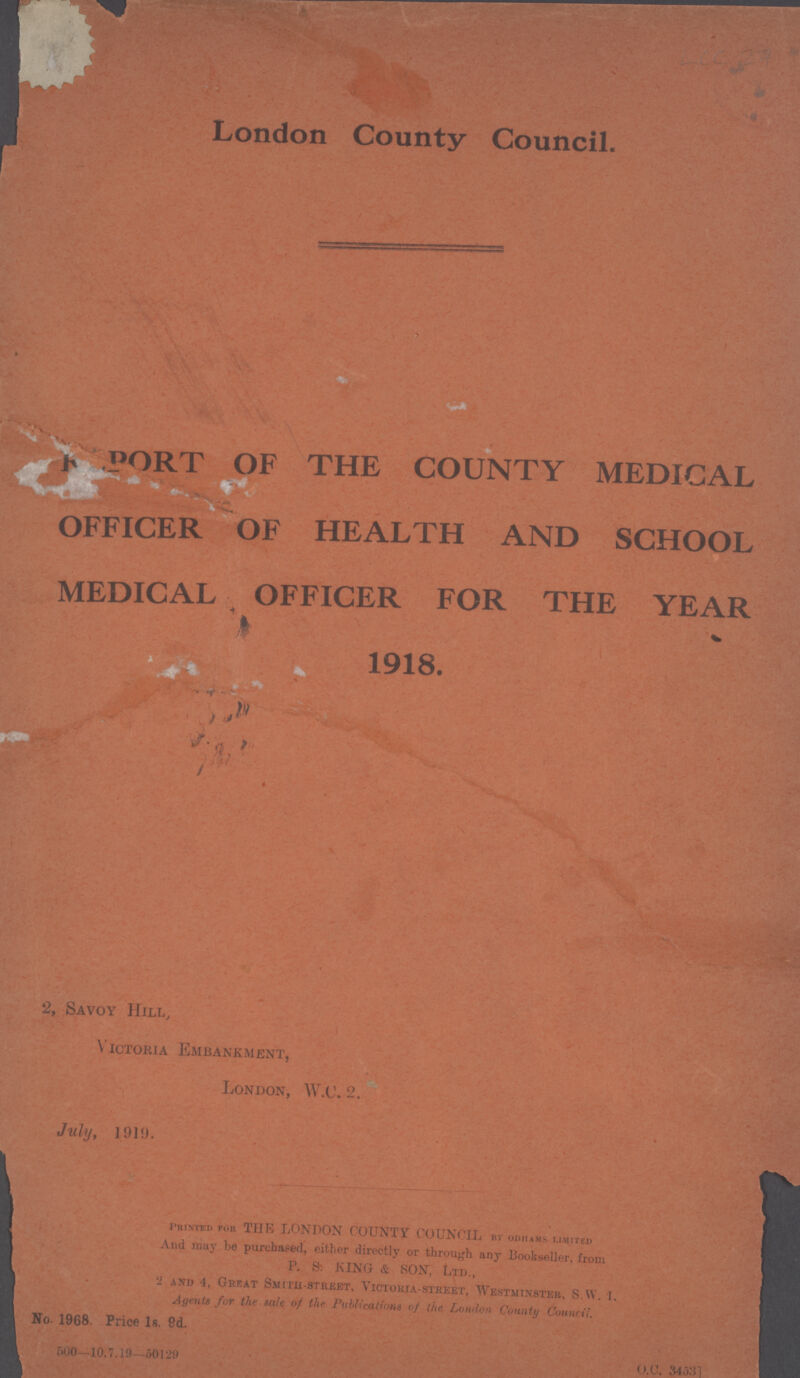 London County Council.
PORT OF THE COUNTY MEDICAL
OFFICER OF HEALTH AND SCHOOL
MEDICAL OFFICER FOR THE YEAR
1918.
2, SAVOY HILL,
VICTORIA EMBANKMENT,
LONDON, W.C. 2.
July, 1919.
PRINTED FOR THE LONDON COUNTY COUNCIL BY ODHAMS LIMITED
And may be purchased, either directly or through any Bookseller, from
P. S. KING & SON, LTD.,
2 AND 4, GREAT SMITH-STREET, VICTORIA-STREET, WESTMINSTER, S.W. 1,
Agents for the sale of the Publications of the London County Council.
No. 1968. Price 1s. 9d.
500—10.7.19—50129
O.C. 34531